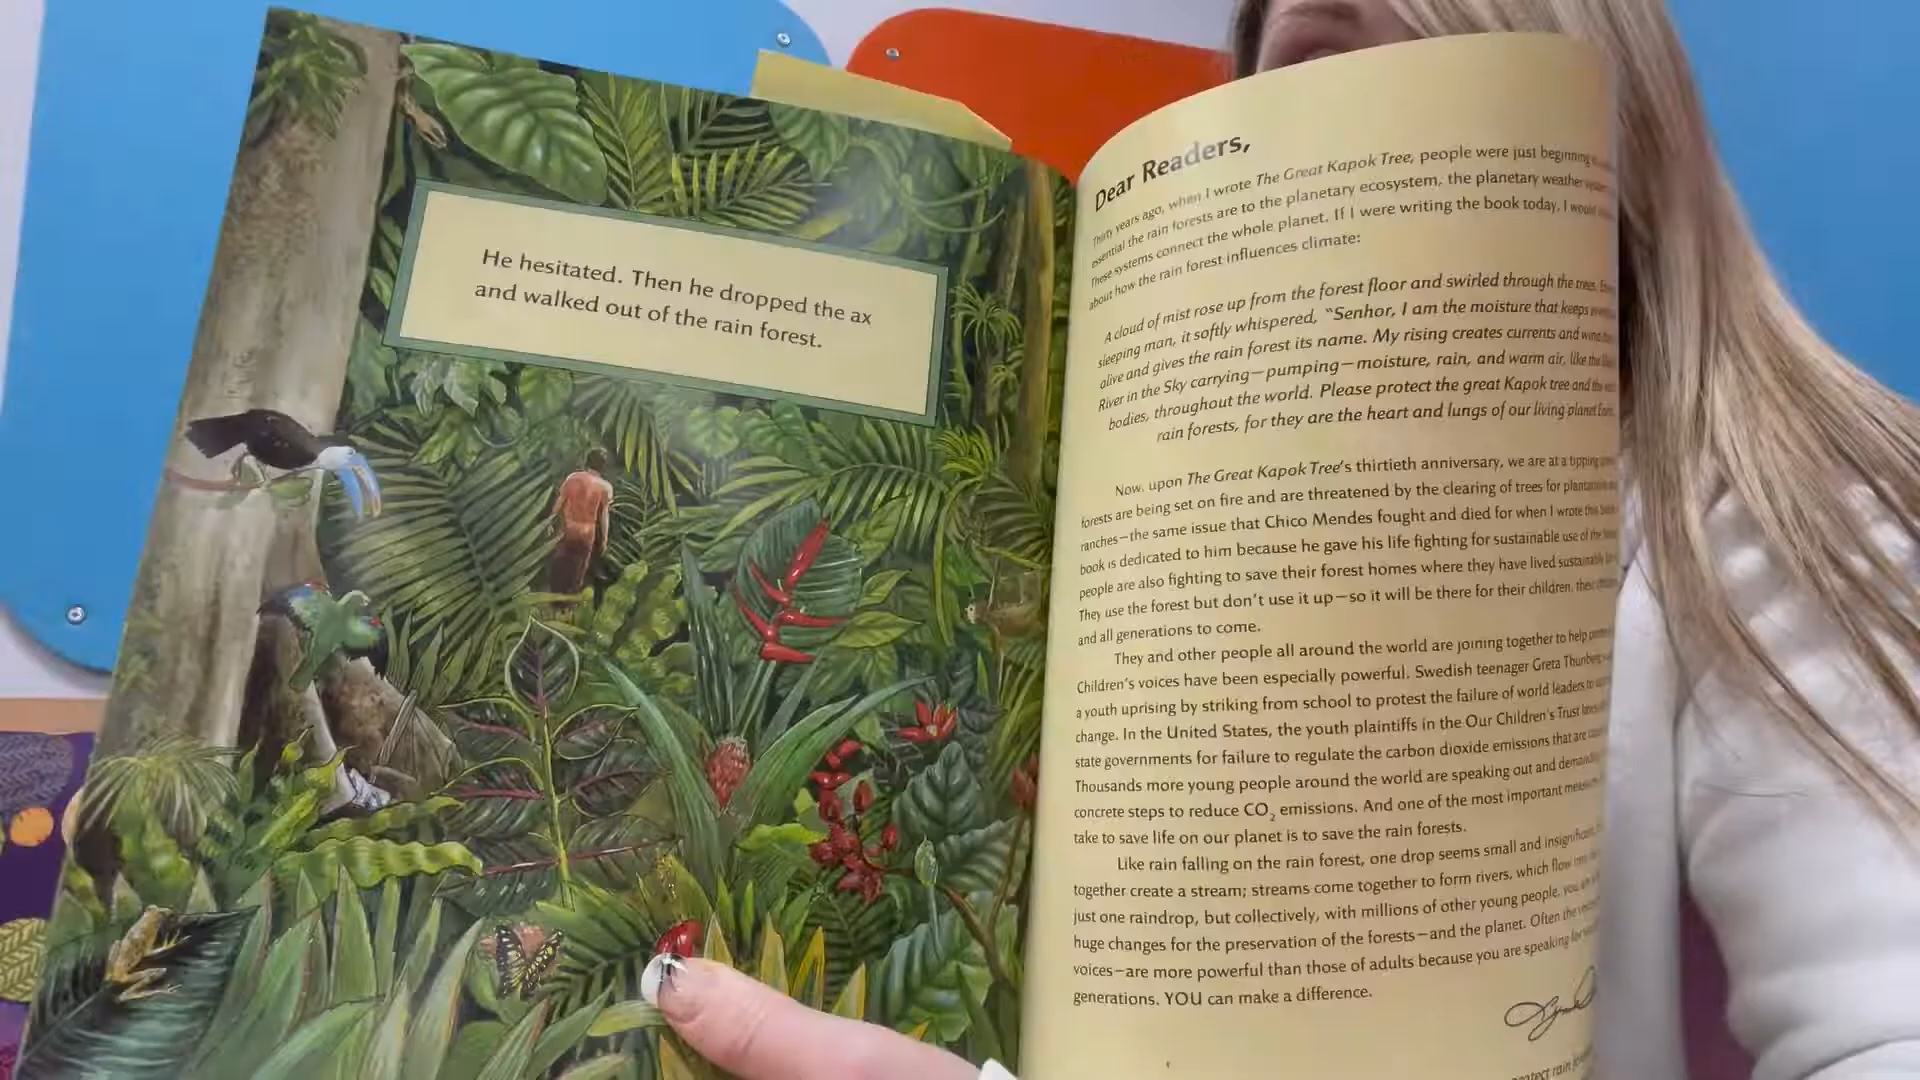 He hesitated. Then he dropped the ax
and walked out of the rain forest.
Dear Readers,
Thirty years ago, when I wrote The Great Kapok Tree, people were just beginning
essential the rain forests are to the planetary ecosystem, the planetary weather
These systems connect the whole planet. If I were writing the book today, I would
about how the rain forest influences climate:
A cloud of mist rose up from the forest floor and swirled through the trees.
sleeping man, it softly whispered, "Senhor, I am the moisture that keeps
alive and gives the rain forest its name. My rising creates currents and
River in the Sky carrying—pumping—moisture, rain, and warm air, like the
bodies, throughout the world. Please protect the great Kapok tree and the
rain forests, for they are the heart and lungs of our living planet
Now, upon The Great Kapok Tree's thirtieth anniversary, we are at a tipping
forests are being set on fire and are threatened by the clearing of trees for
ranches—the same issue that Chico Mendes fought and died for when I wrote this
book is dedicated to him because he gave his life fighting for sustainable use of the
people are also fighting to save their forest homes where they have lived sustainably
They use the forest but don't use it up—so it will be there for their children, their
and all generations to come.
They and other people all around the world are joining together to help
Children's voices have been especially powerful. Swedish teenager Greta Thunberg
a youth uprising by striking from school to protest the failure of world leaders to
change. In the United States, the youth plaintiffs in the Our Children's Trust
state governments for failure to regulate the carbon dioxide emissions that are
Thousands more young people around the world are speaking out and
concrete steps to reduce CO₂ emissions. And one of the most important
take to save life on our planet is to save the rain forests.
Like rain falling on the rain forest, one drop seems small and
together create a stream; streams come together to form rivers, which flow
just one raindrop, but collectively, with millions of other young people, you
huge changes for the preservation of the forests—and the planet. Often the
voices—are more powerful than those of adults because you are speaking for
generations. YOU can make a difference.
rain